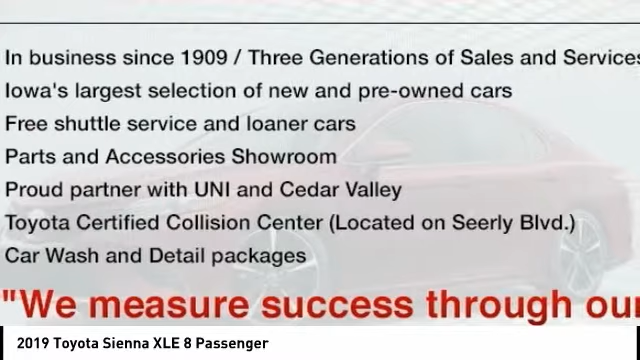 In business since 1909 / Three Generations of Sales and Services
Iowa's largest selection of new and pre-owned cars
Free shuttle service and loaner cars
Parts and Accessories Showroom
Proud partner with UNI and Cedar Valley
Toyota Certified Collision Center (Located on Seerly Blvd.)
Car Wash and Detail packages
"We measure success through our
2019 Toyota Sienna XLE 8 Passenger